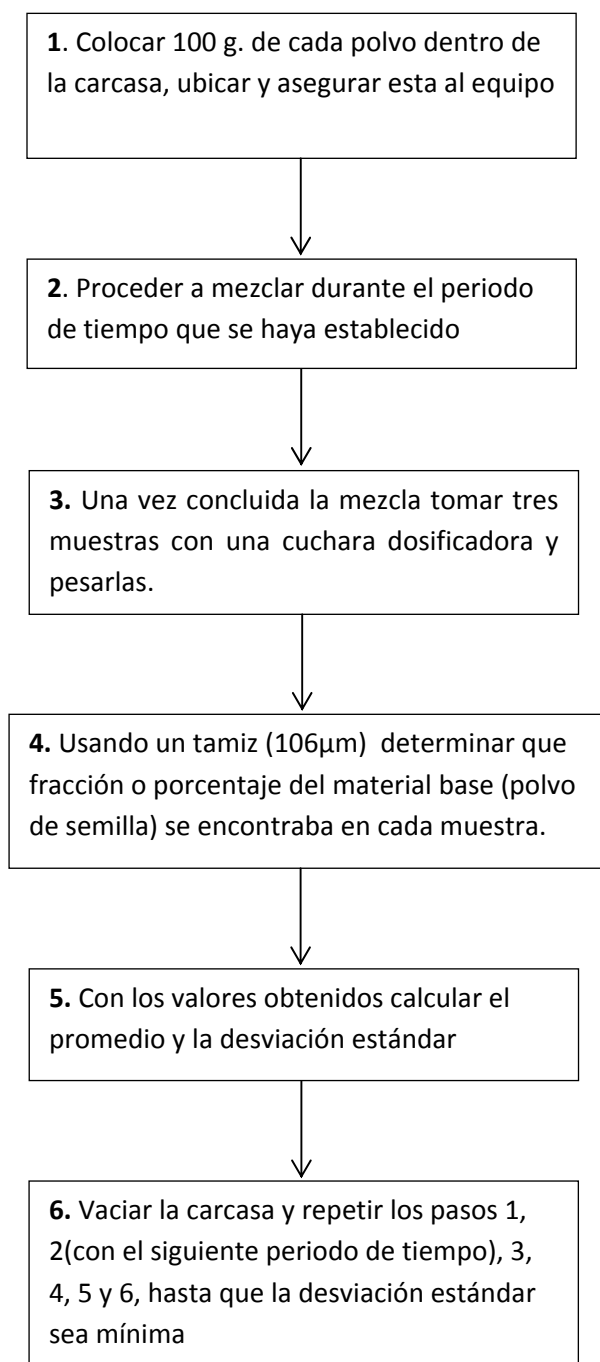 1. Colocar 100 g. de cada polvo dentro de
la carcasa, ubicar y asegurar esta al equipo
2. Proceder a mezclar durante el periodo
de tiempo que se haya establecido
3. Una vez concluida la mezcla tomar tres
muestras con una cuchara dosificadora y
pesarlas.
4. Usando un tamiz (106µm) determinar que
fracción o porcentaje del material base (polvo
de semilla) se encontraba en cada muestra.
5. Con los valores obtenidos calcular el
promedio y la desviación estándar
6. Vaciar la carcasa y repetir los pasos 1,
2(con el siguiente periodo de tiempo), 3,
4, 5 y 6, hasta que la desviación estándar
sea mínima